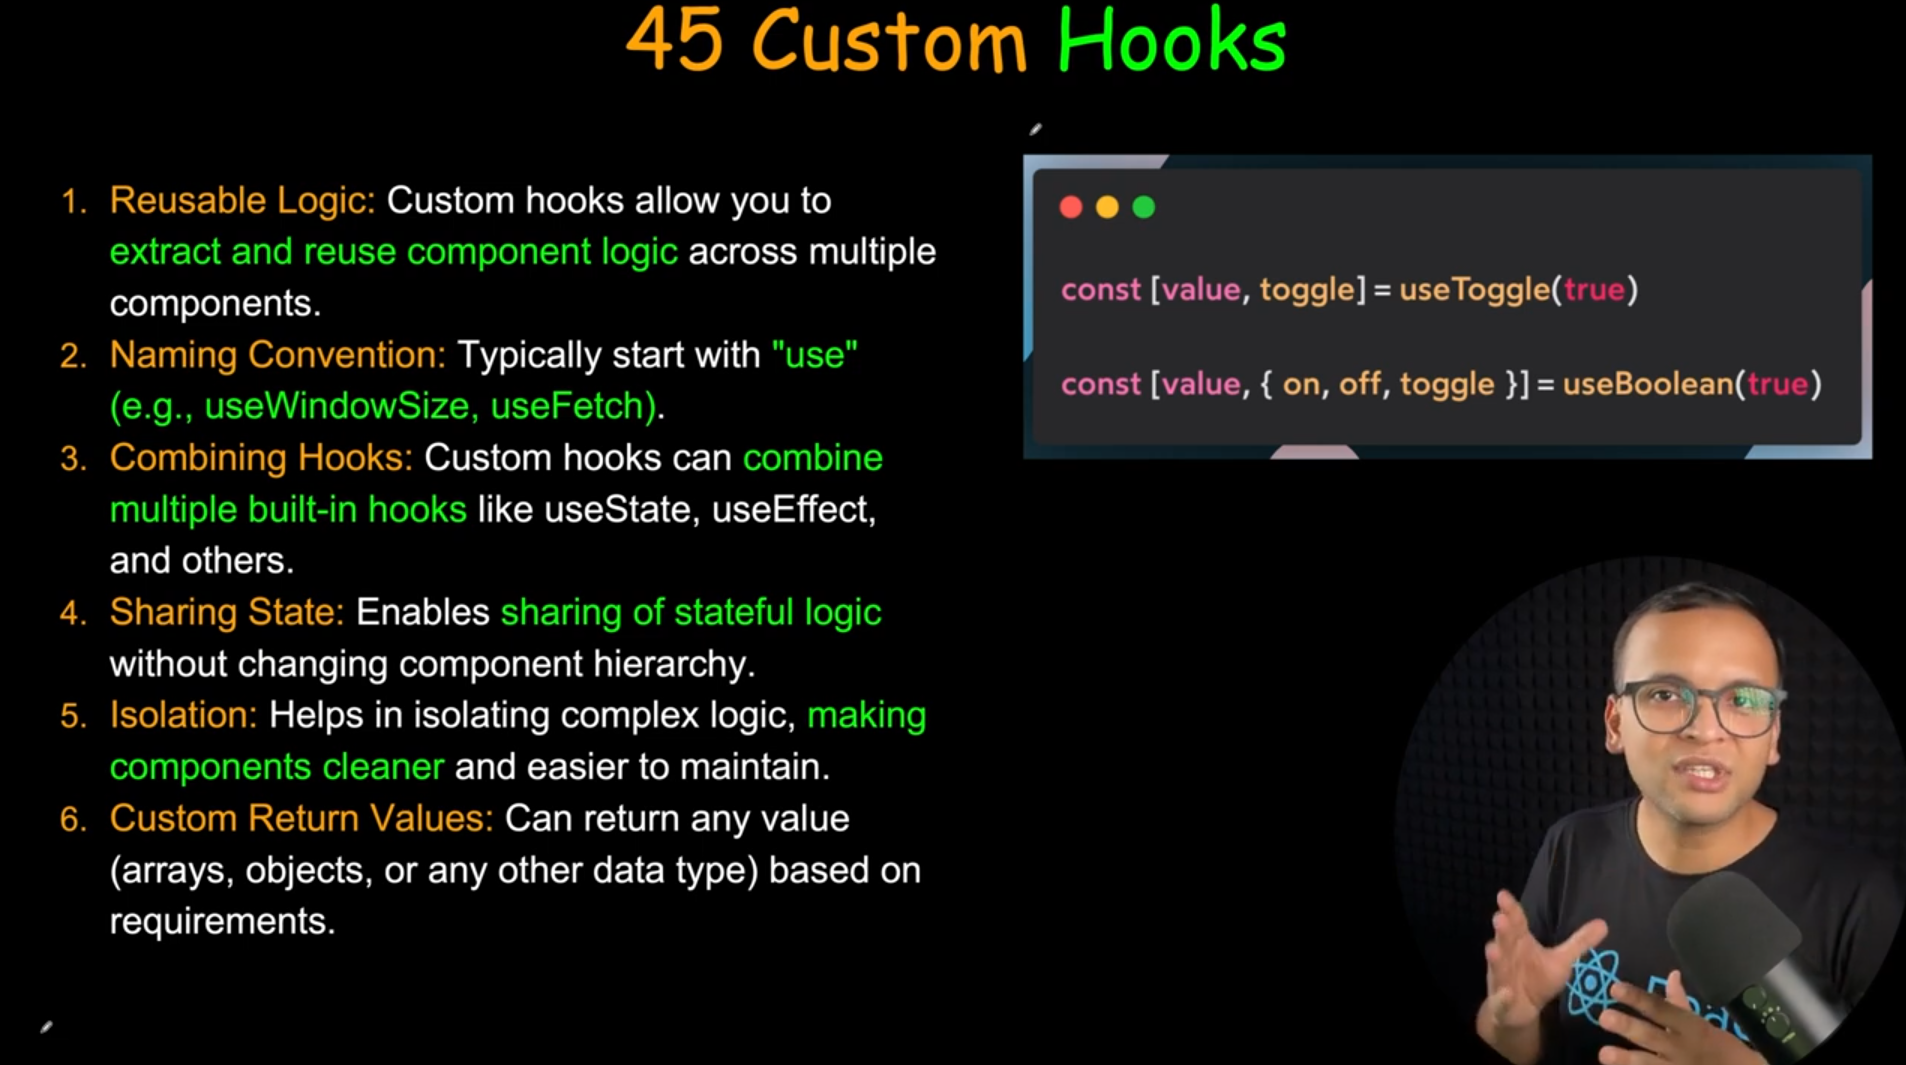 45 Custom Hooks
1. Reusable Logic: Custom hooks allow you to
extract and reuse component logic across multiple
components.
2. Naming Convention: Typically start with "use"
(e.g., useWindowSize, useFetch).
3. Combining Hooks: Custom hooks can combine
multiple built-in hooks like useState, useEffect,
and others.
4. Sharing State: Enables sharing of stateful logic
without changing component hierarchy.
5. Isolation: Helps in isolating complex logic, making
components cleaner and easier to maintain.
6. Custom Return Values: Can return any value
(arrays, objects, or any other data type) based on
requirements.
const [value, toggle] = useToggle(true)
const [value, { on, off, toggle }] = useBoolean(true)